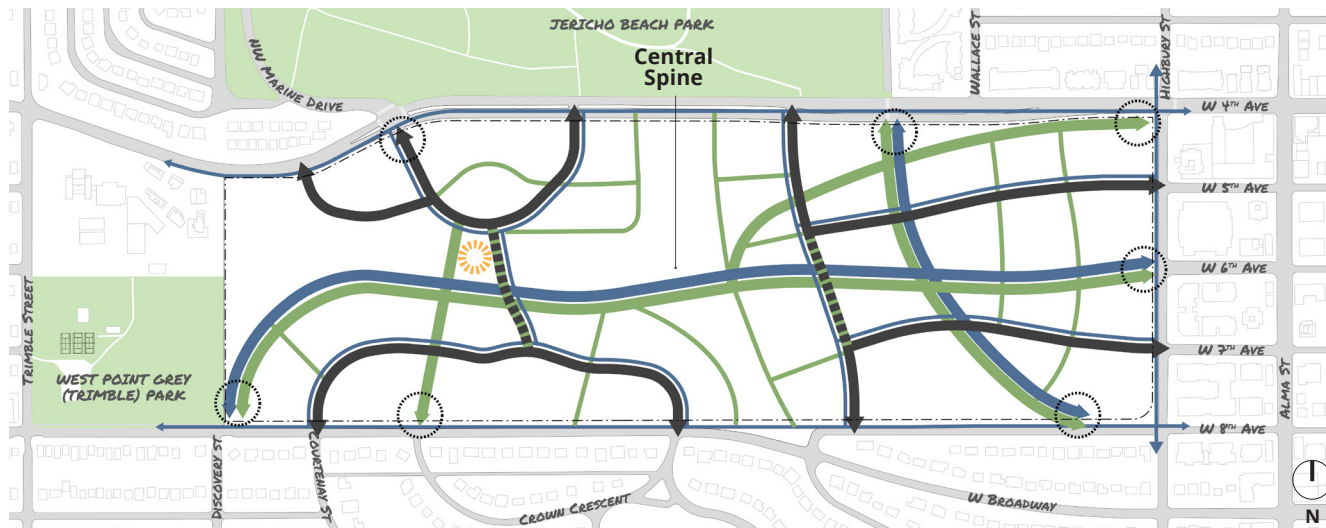 JERICHO BEACH PARK
NW MARINE DRIVE
Central
Spine
WALLACE ST
HIGHBURY ST
W 4TH AVE
W 5TH AVE
W 6TH AVE
W 7TH AVE
W 8TH AVE
ALMA ST
TRIMBLE STREET
WEST POINT GREY
(TRIMBLE) PARK
DISCOVERY ST
COURTENAY ST
CROWN CRESCENT
W BROADWAY
N